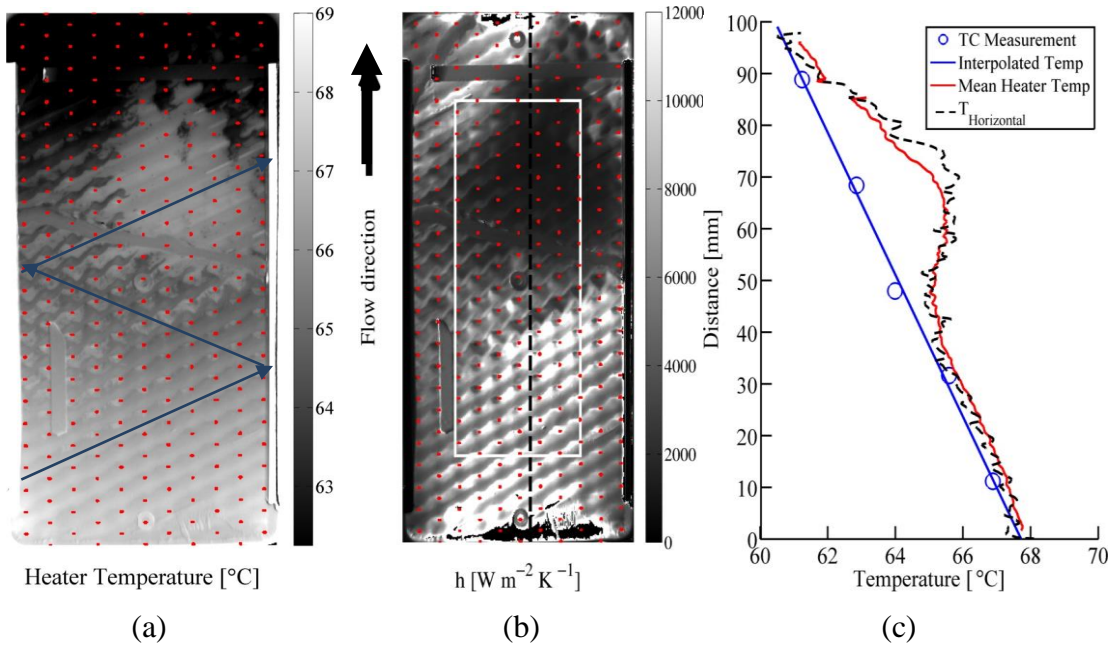 69
68
67
66
65
64
63
Heater Temperature [°C]
(a)
Flow direction
12000
10000
8000
6000
4000
2000
0
h [W m⁻² K⁻¹]
(b)
100
90
80
70
60
50
40
30
20
10
0
Distance [mm]
60 62 64 66 68 70
Temperature [°C]
TC Measurement
Interpolated Temp
Mean Heater Temp
T Horizontal
(c)